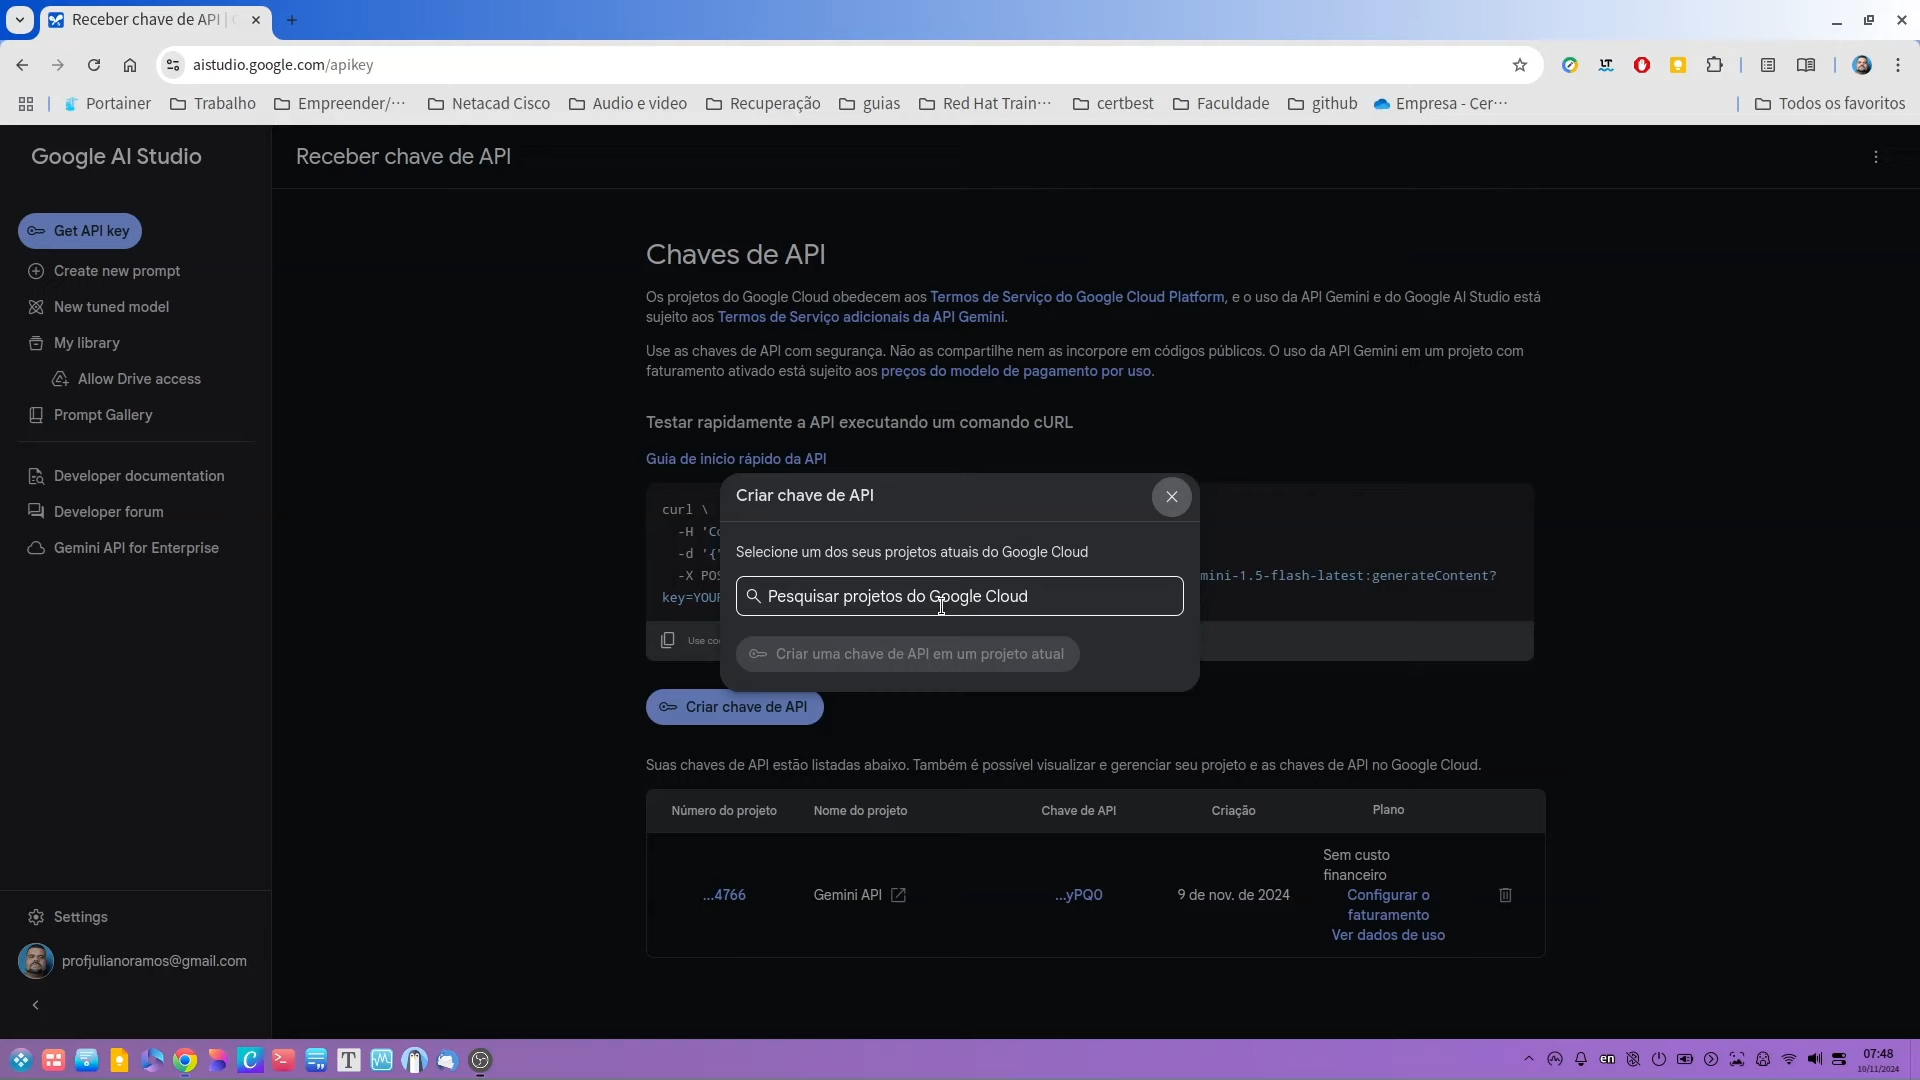 Receber chave de API |
aistudio.google.com/apikey
Portainer
Trabalho
Empreender/···
Netacad Cisco
Audio e video
Recuperação
guias
Red Hat Train···
certbest
Faculdade
github
Empresa - Cer···
Todos os favoritos
Google AI Studio
Get API key
Create new prompt
New tuned model
My library
Allow Drive access
Prompt Gallery
Developer documentation
Developer forum
Gemini API for Enterprise
Settings
profjulianoramos@gmail.com
Receber chave de API
Chaves de API
Os projetos do Google Cloud obedecem aos Termos de Serviço do Google Cloud Platform, e o uso da API Gemini e do Google AI Studio está
sujeito aos Termos de Serviço adicionais da API Gemini.
Use as chaves de API com segurança. Não as compartilhe nem as incorpore em códigos públicos. O uso da API Gemini em um projeto com
faturamento ativado está sujeito aos preços do modelo de pagamento por uso.
Testar rapidamente a API executando um comando cURL
Guia de início rápido da API
curl \
-H 'Co
-d '{"
-X POS
mini-1.5-flash-latest:generateContent?
key=YOUR
Use co
Criar chave de API
Selecione um dos seus projetos atuais do Google Cloud
Pesquisar projetos do Google Cloud
Criar uma chave de API em um projeto atual
Criar chave de API
Suas chaves de API estão listadas abaixo. Também é possível visualizar e gerenciar seu projeto e as chaves de API no Google Cloud.
Número do projeto Nome do projeto Chave de API Criação Plano
...4766 Gemini API ...yPQ0 9 de nov. de 2024
Sem custo
financeiro
Configurar o
faturamento
Ver dados de uso
en
07:48
10/11/2024